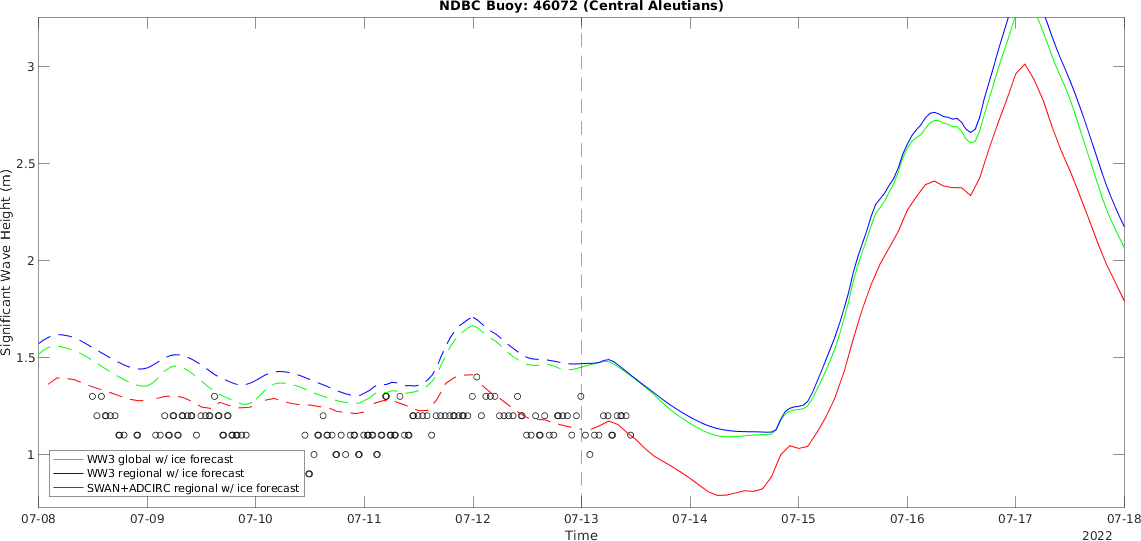 NDBC Buoy: 46072 (Central Aleutians)
Significant Wave Height (m)
3
2.5
2
1.5
1
WW3 global w/ ice forecast
WW3 regional w/ ice forecast
SWAN+ADCIRC regional w/ ice forecast
07-08 07-09 07-10 07-11 07-12 07-13 07-14 07-15 07-16 07-17 07-18
Time
2022